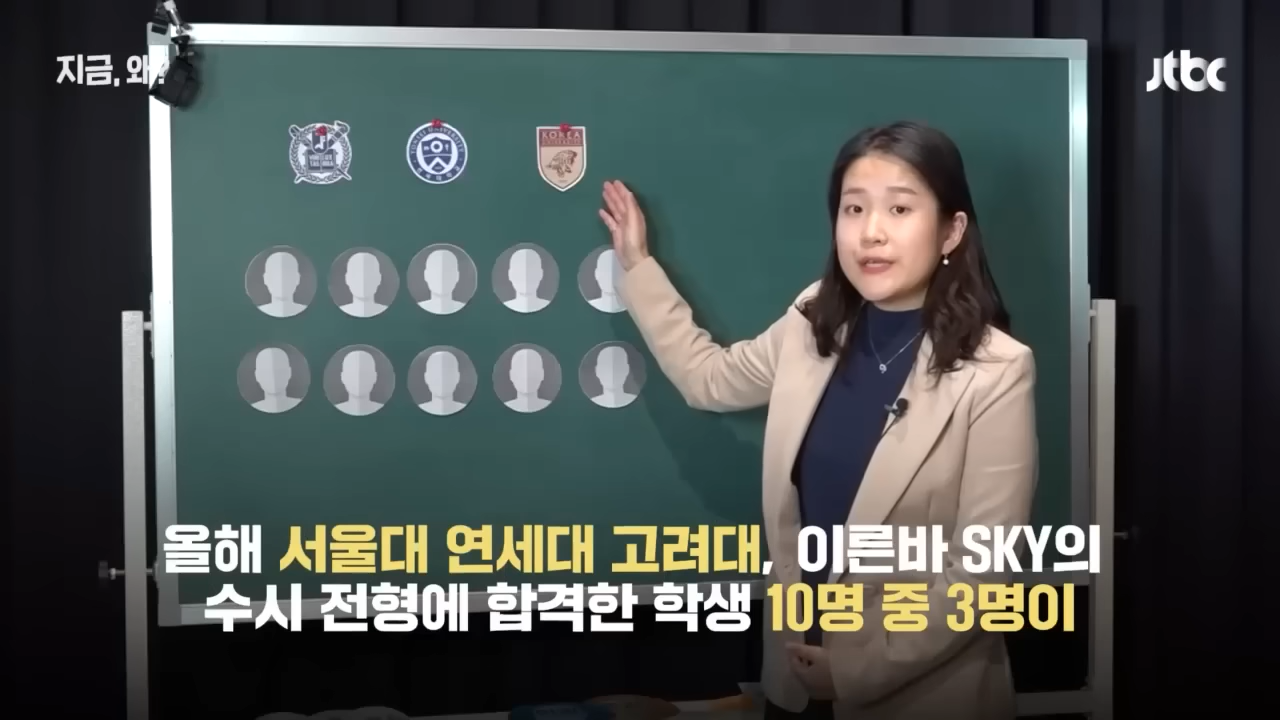 지금, 왜?
jtbc
KOREA
올해 서울대 연세대 고려대, 이른바 SKY의
수시 전형에 합격한 학생 10명 중 3명이